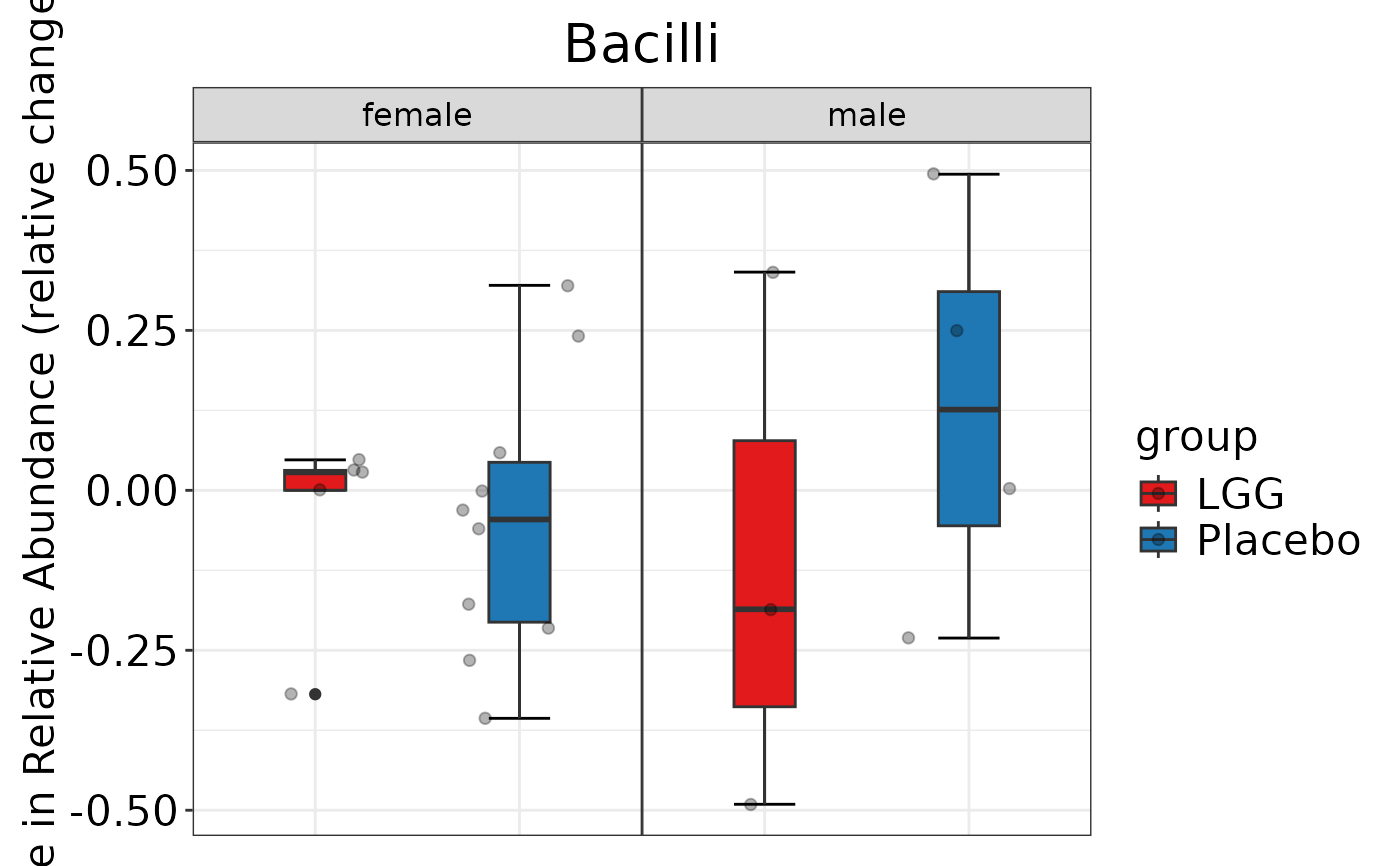 Bacilli
female
male
e in Relative Abundance (relative change
0.50
0.25
0.00
-0.25
-0.50
group
LGG
Placebo